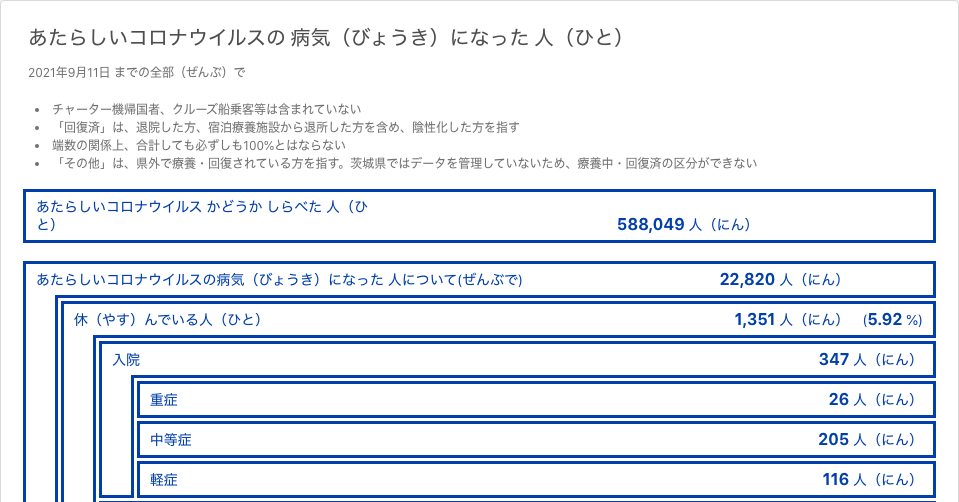 あたらしいコロナウイルスの 病気（びょうき）になった 人（ひと）
2021年9月11日 までの全部（ぜんぶ）で
• チャーター機帰国者、クルーズ船乗客等は含まれていない
• 「回復済」は、退院した方、宿泊療養施設から退所した方を含め、陰性化した方を指す
• 端数の関係上、合計しても必ずしも100%とはならない
• 「その他」は、県外で療養・回復されている方を指す。茨城県ではデータを管理していないため、療養中・回復済の区分ができない
あたらしいコロナウイルス かどうか しらべた 人（ひ
と） 588,049 人（にん）
あたらしいコロナウイルスの病気（びょうき）になった 人について(ぜんぶで) 22,820 人（にん）
休（やす）んでいる人（ひと） 1,351 人（にん） (5.92 %)
入院 347 人（にん）
重症 26 人（にん）
中等症 205 人（にん）
軽症 116 人（にん）